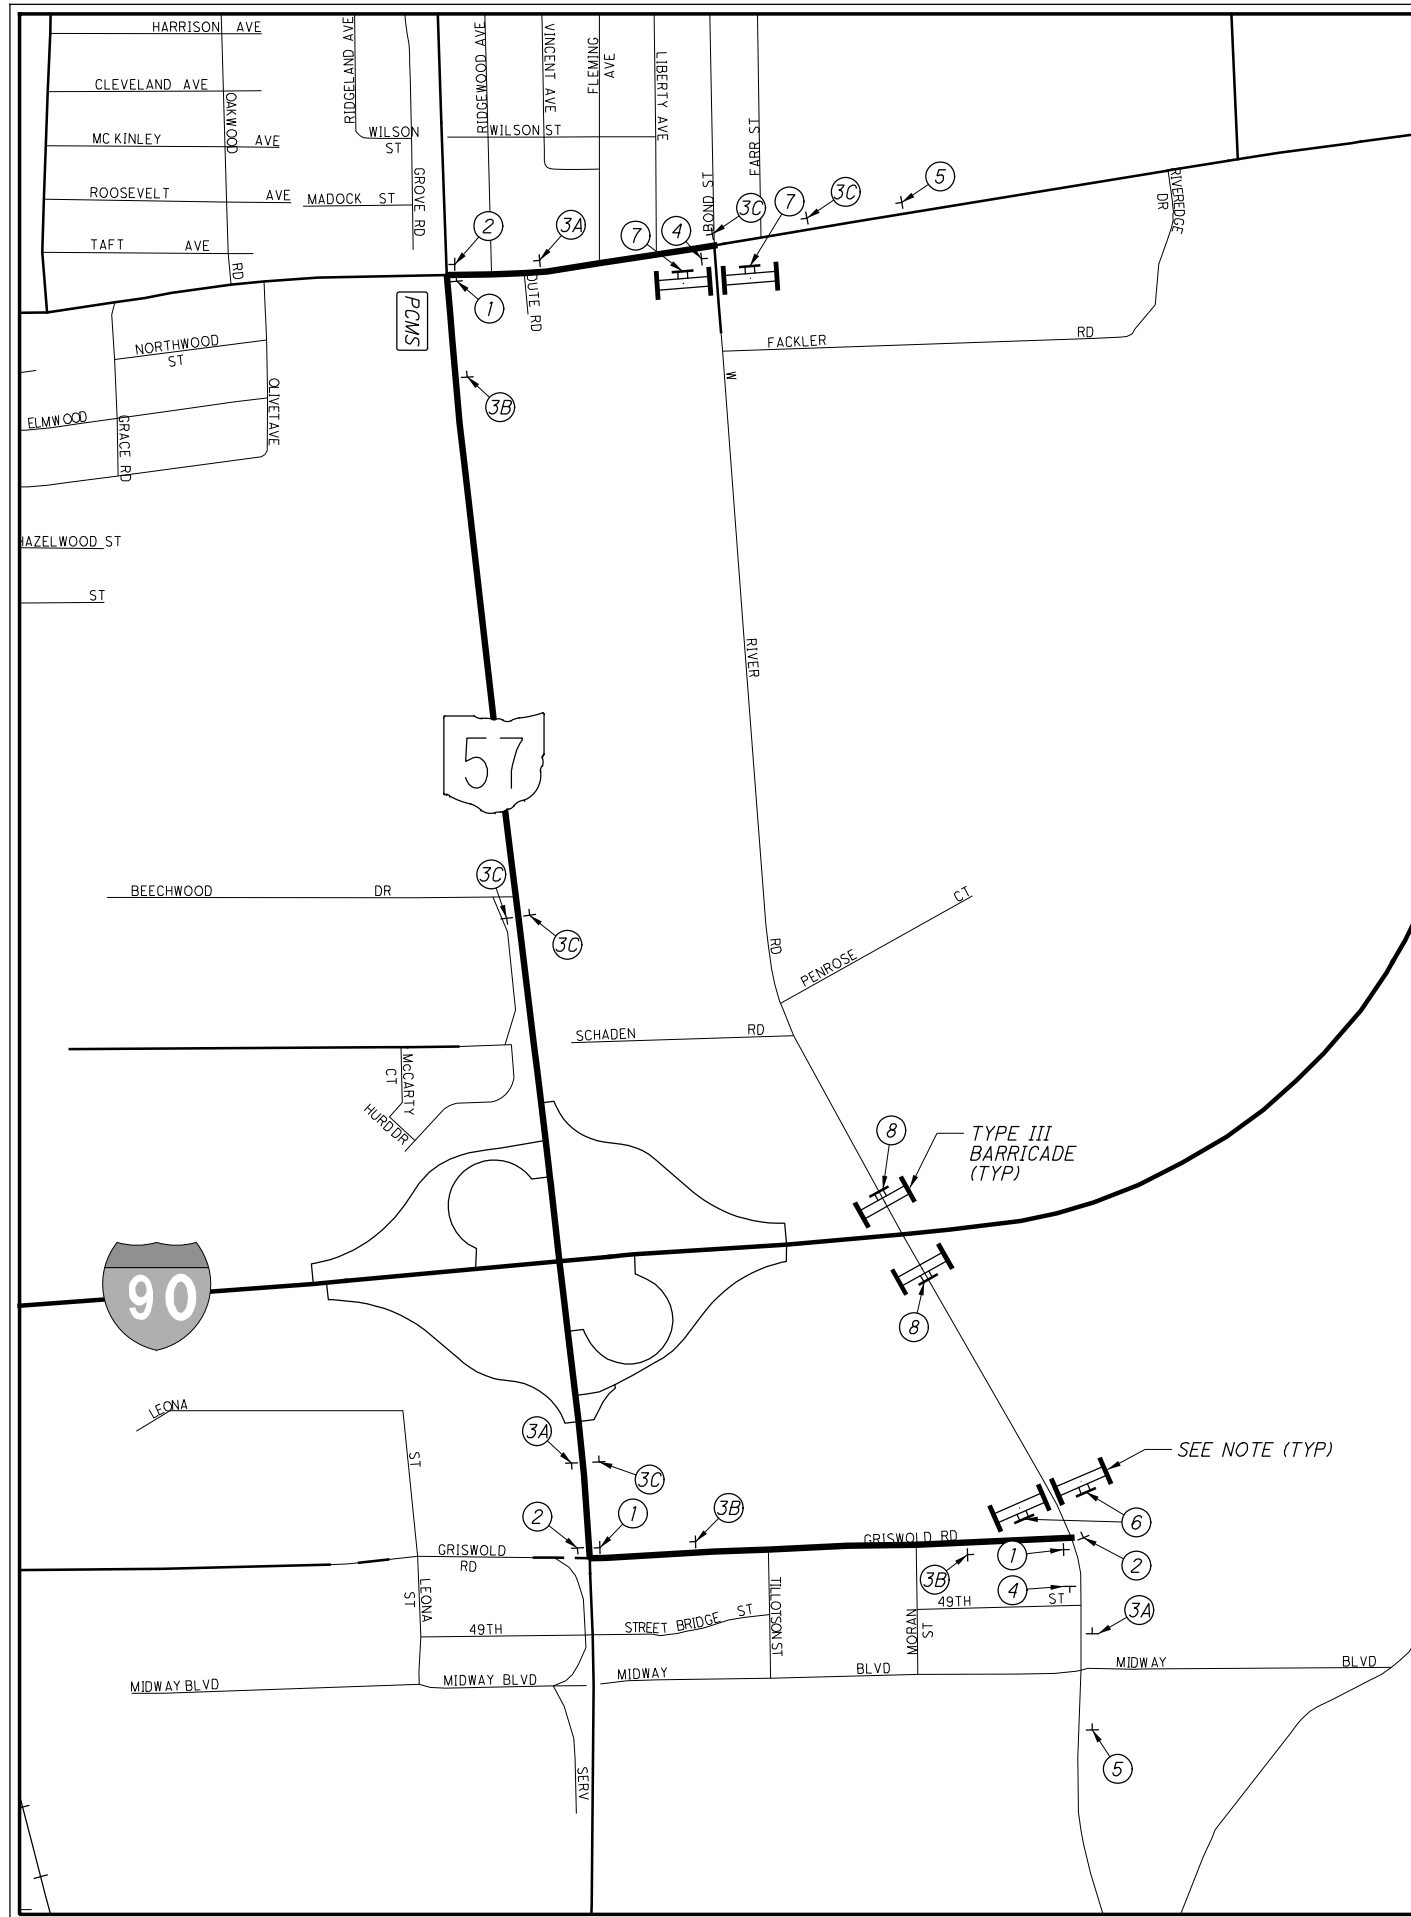 HARRISON AVE
CLEVELAND AVE
MC KINLEY AVE
ROOSEVELT AVE
TAFT AVE
OAKWOOD
RD
RIDGELAND AVE
WILSON
ST
MADOCK ST
GROVE RD
RIDGEWOOD AVE
VINCENT AVE
FLEMING
AVE
LIBERTY AVE
WILSON ST
BOND ST
FARR ST
RIVEREDGE
DR
2
3A
7
4
3C
7
3C
5
1
UTE RD
PCMS
3B
NORTHWOOD
ST
ELMWOOD
GRACE RD
OLIVET AVE
FACKLER RD
W
RIVER
RD
HAZELWOOD ST
ST
57
BEECHWOOD DR
3C
3C
PENROSE CT
SCHADEN RD
McCARTY
CT
HURD DR
8
TYPE III
BARRICADE
(TYP)
90
8
LEONA
ST
3A
3C
SEE NOTE (TYP)
2
1
3B
6
GRISWOLD RD
GRISWOLD
RD
1
3B
2
4
3A
LEONA
ST
49TH
STREET BRIDGE ST
TILLOTSON ST
MORAN
ST
49TH ST
MIDWAY BLVD
MIDWAY BLVD
MIDWAY BLVD
MIDWAY BLVD
5
SERV